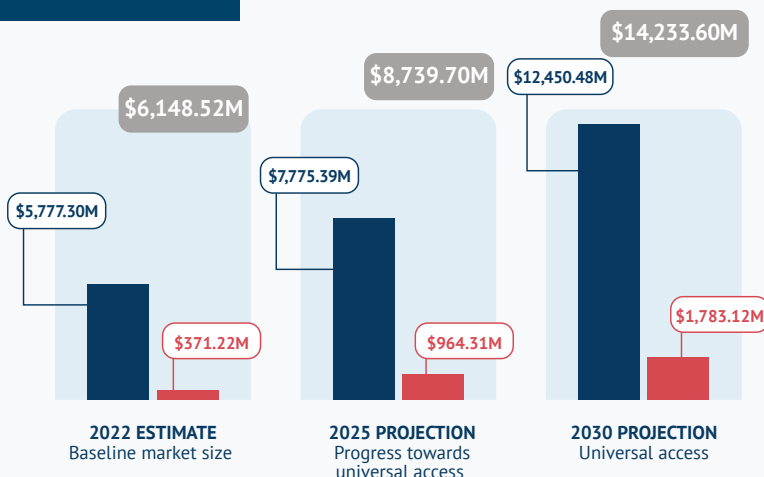 $14,233.60M
$8,739.70M
$12,450.48M
$6,148.52M
$7,775.39M
$5,777.30M
$1,783.12M
$371.22M
$964.31M
2022 ESTIMATE
Baseline market size
2025 PROJECTION
Progress towards
universal access
2030 PROJECTION
Universal access